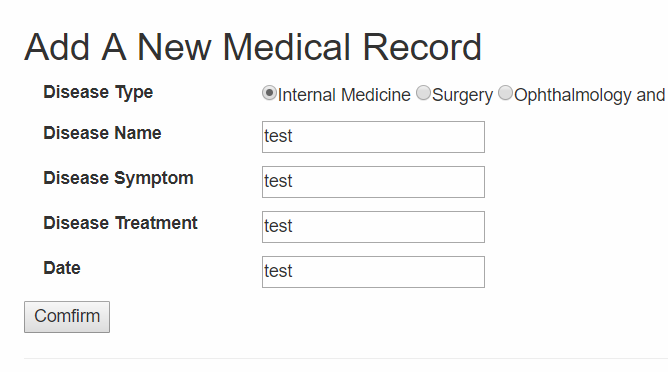 Add A New Medical Record
Disease Type Internal Medicine Surgery Ophthalmology and
Disease Name test
Disease Symptom test
Disease Treatment test
Date test
Comfirm